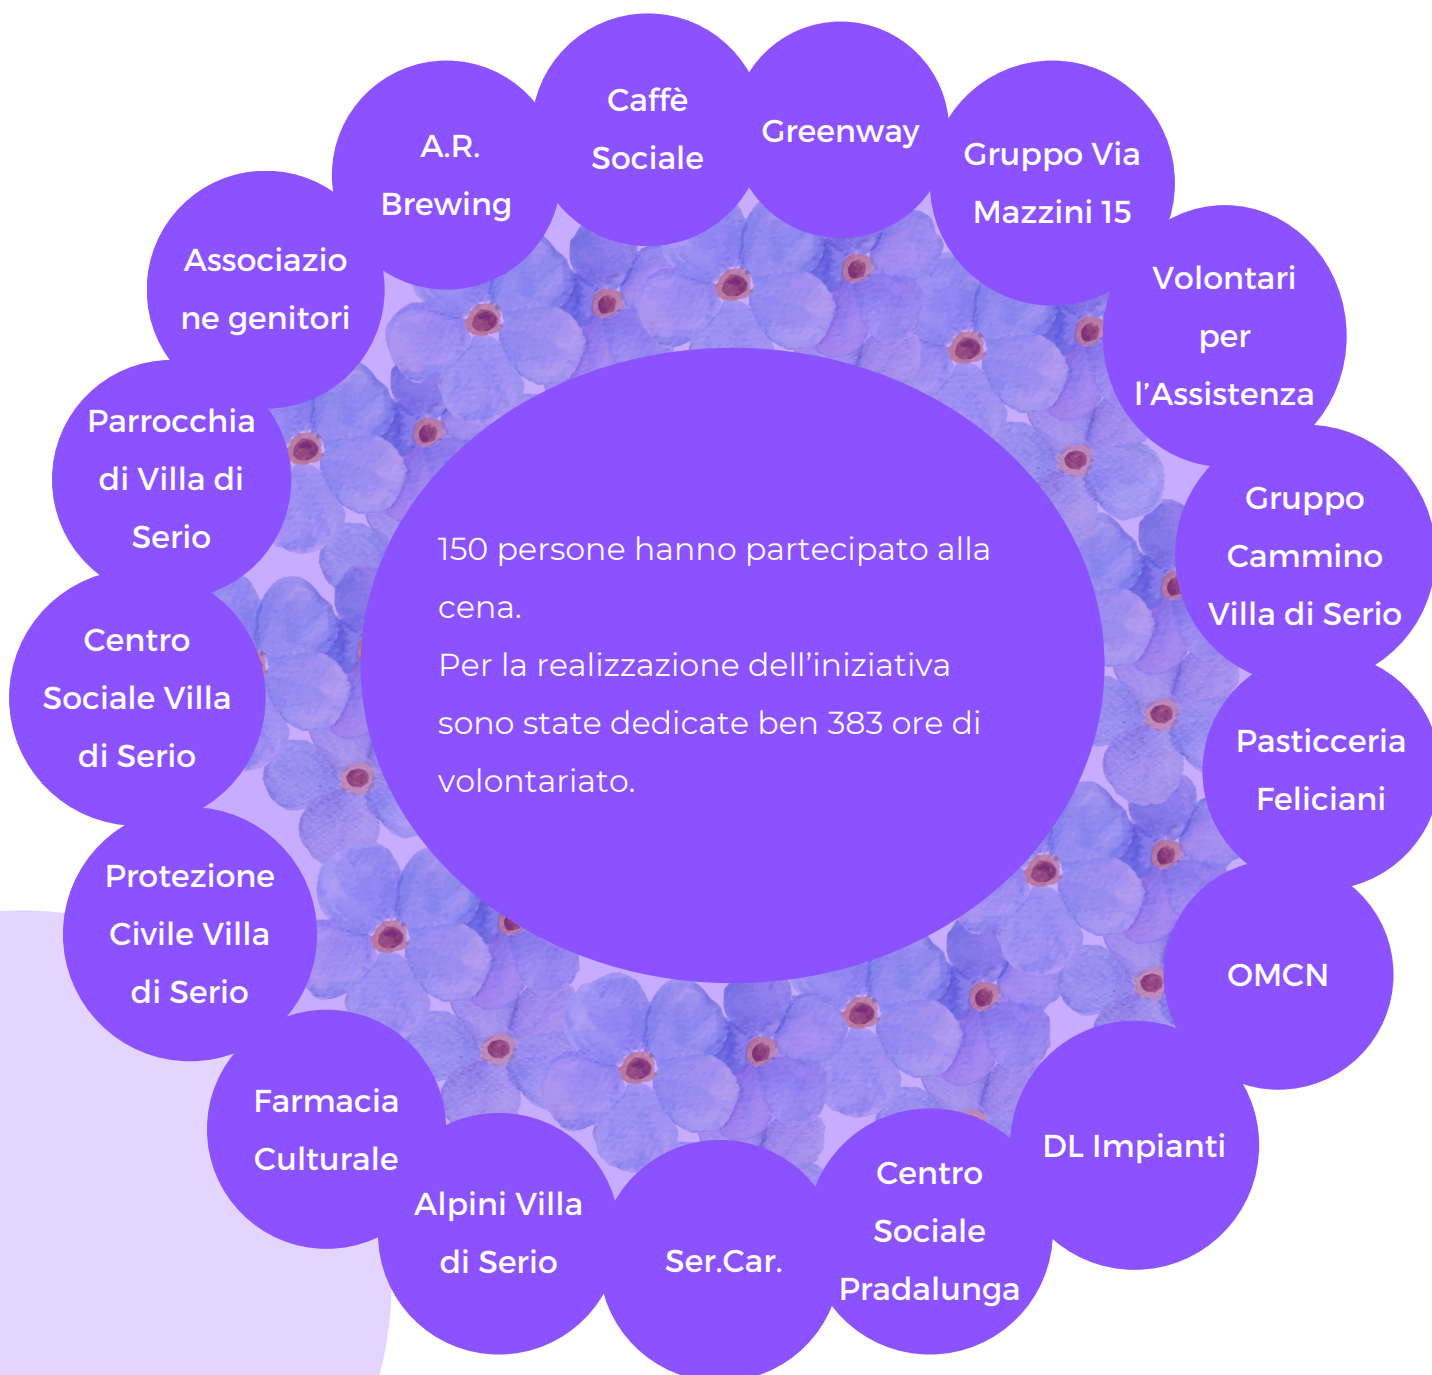 Caffè
Sociale
Greenway
Gruppo Via
Mazzini 15
Volontari
per
l’Assistenza
Gruppo
Cammino
Villa di Serio
Pasticceria
Feliciani
OMCN
DL Impianti
Centro
Sociale
Pradalunga
Ser.Car.
Alpini Villa
di Serio
Farmacia
Culturale
Protezione
Civile Villa
di Serio
Centro
Sociale Villa
di Serio
Parrocchia
di Villa di
Serio
Associazio
ne genitori
A.R.
Brewing
150 persone hanno partecipato alla
cena.
Per la realizzazione dell’iniziativa
sono state dedicate ben 383 ore di
volontariato.